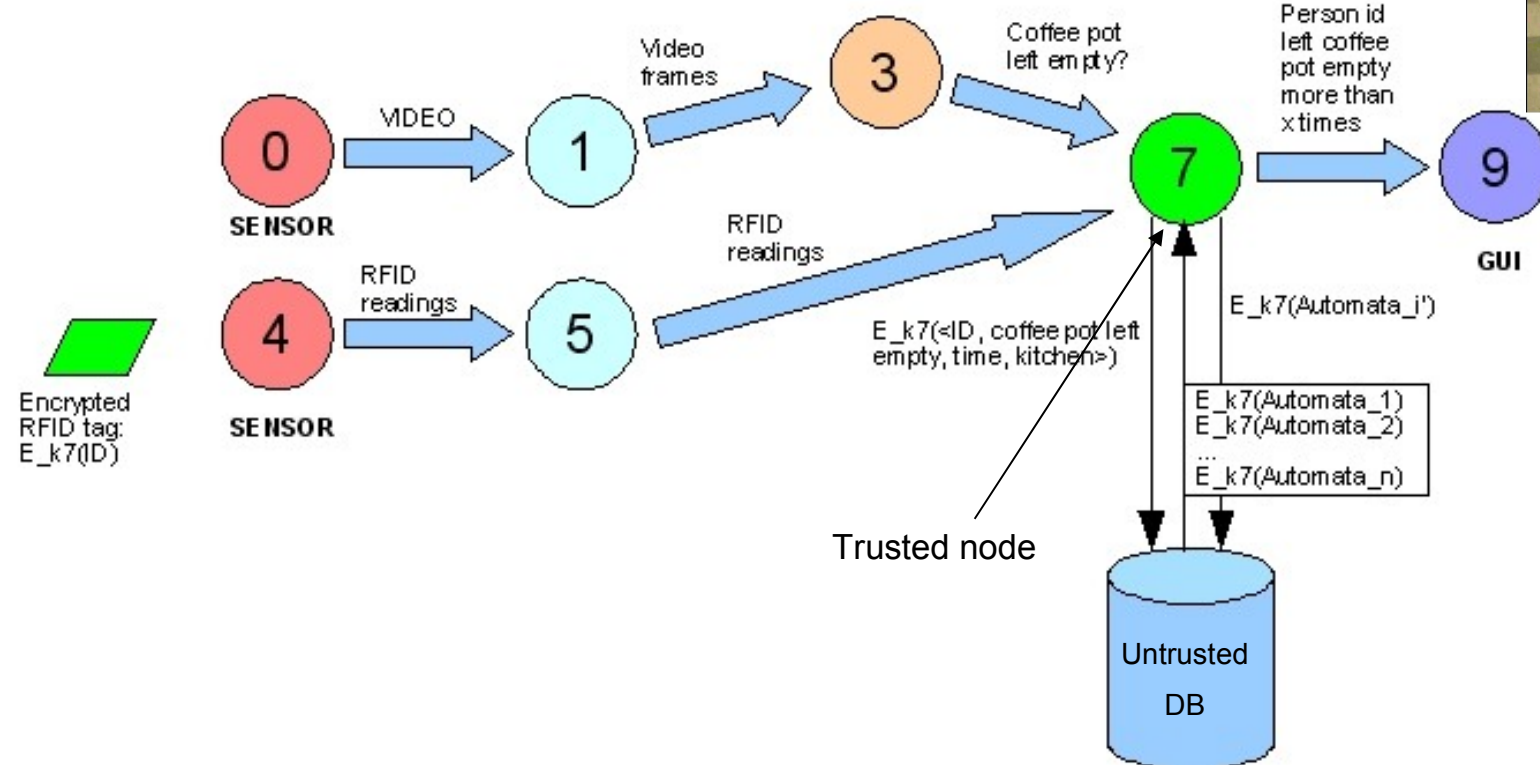 Person id
left coffee
pot empty
more than
x times
Coffee pot
left empty?
Video
frames
3
VIDEO
0
1
7
9
SENSOR
RFID
readings
GUI
RFID
readings
4
5
E_k7(Automata_i')
E_k7(<ID, coffee pot left
empty, time, kitchen>)
Encrypted
RFID tag:
E_k7(ID)
SENSOR
E_k7(Automata_1)
E_k7(Automata_2)
...
E_k7(Automata_n)
Trusted node
Untrusted
DB